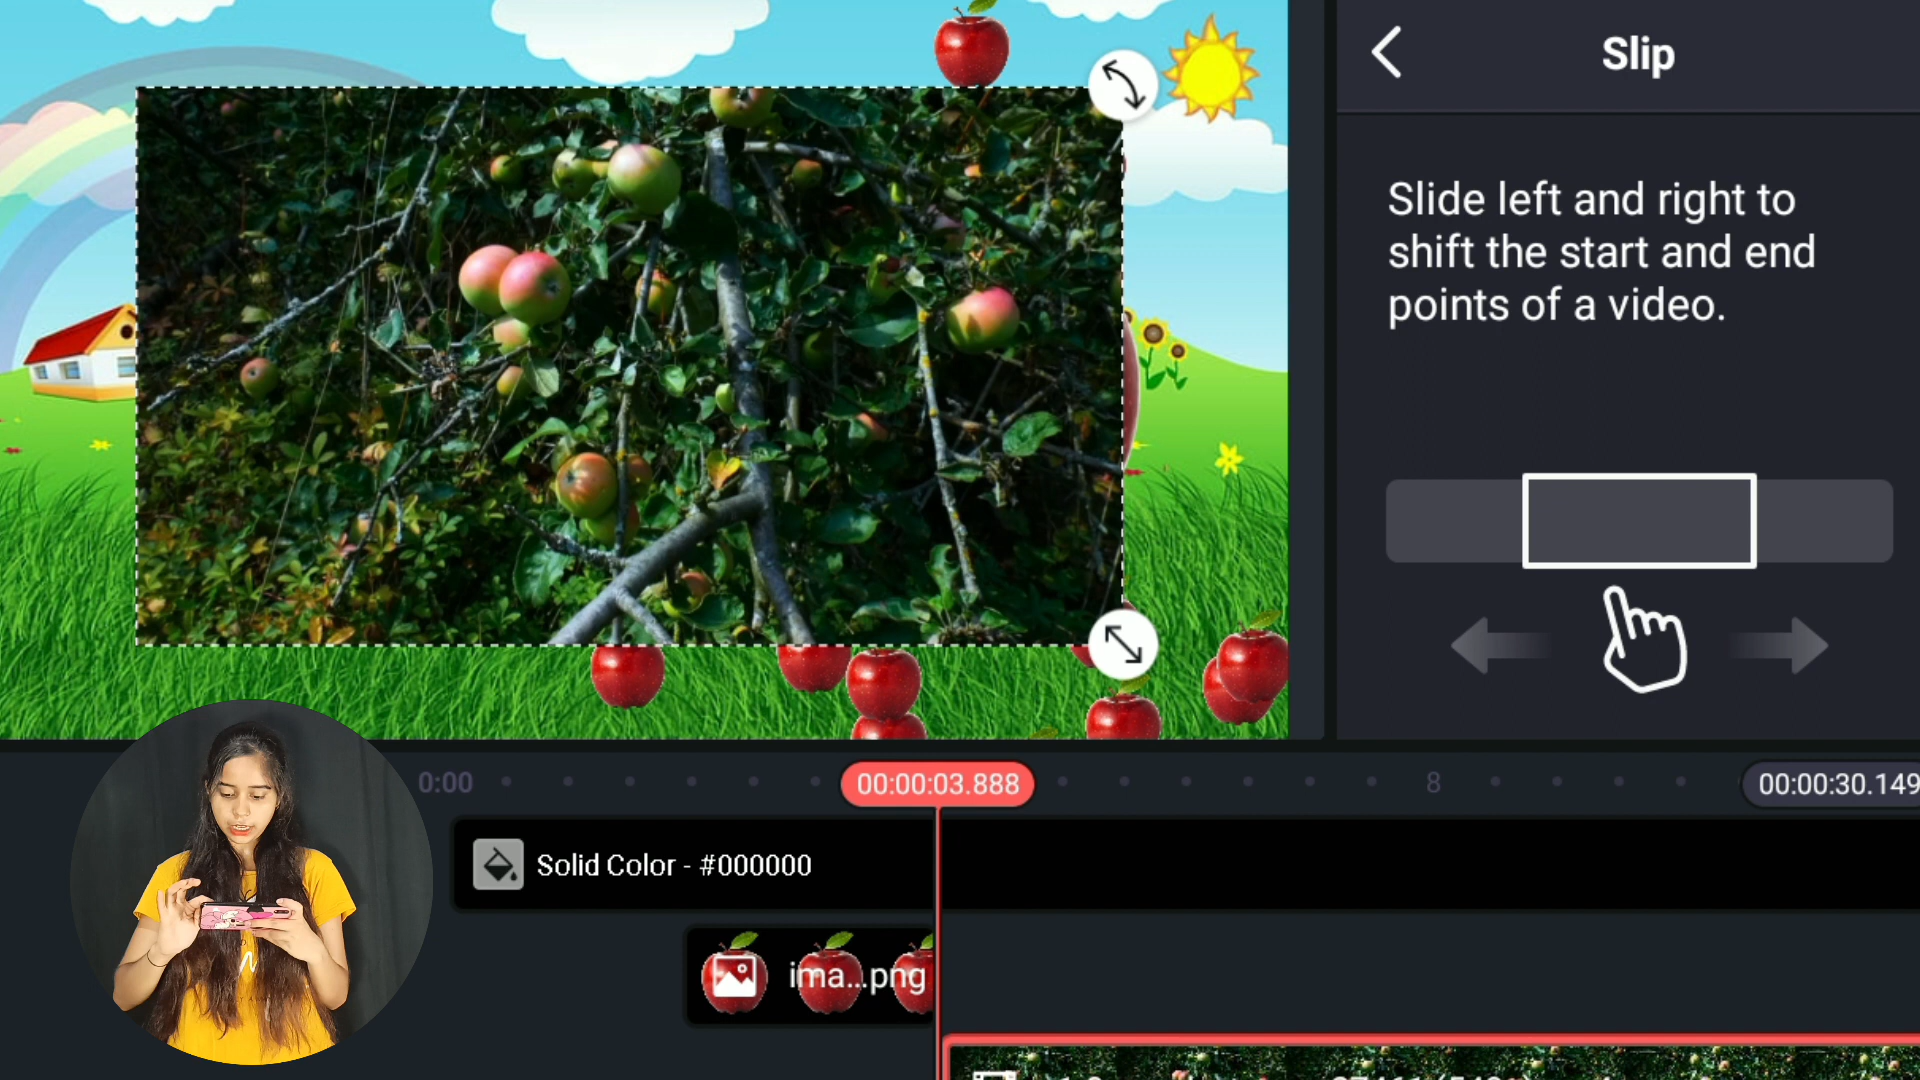 Slip
Slide left and right to
shift the start and end
points of a video.
0:00
00:00:03.888
8
00:00:30.149
Solid Color - #000000
ima...png